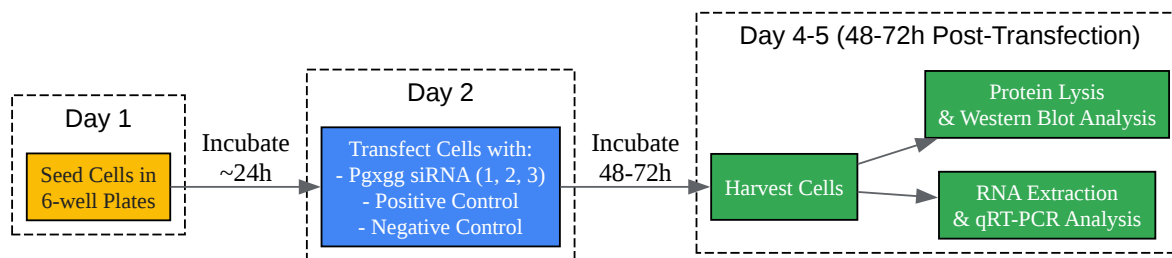 Day 1
Seed Cells in
6-well Plates
Incubate
~24h
Day 2
Transfect Cells with:
- Pgxgg siRNA (1, 2, 3)
- Positive Control
- Negative Control
Incubate
48-72h
Day 4-5 (48-72h Post-Transfection)
Harvest Cells
Protein Lysis
& Western Blot Analysis
RNA Extraction
& qRT-PCR Analysis